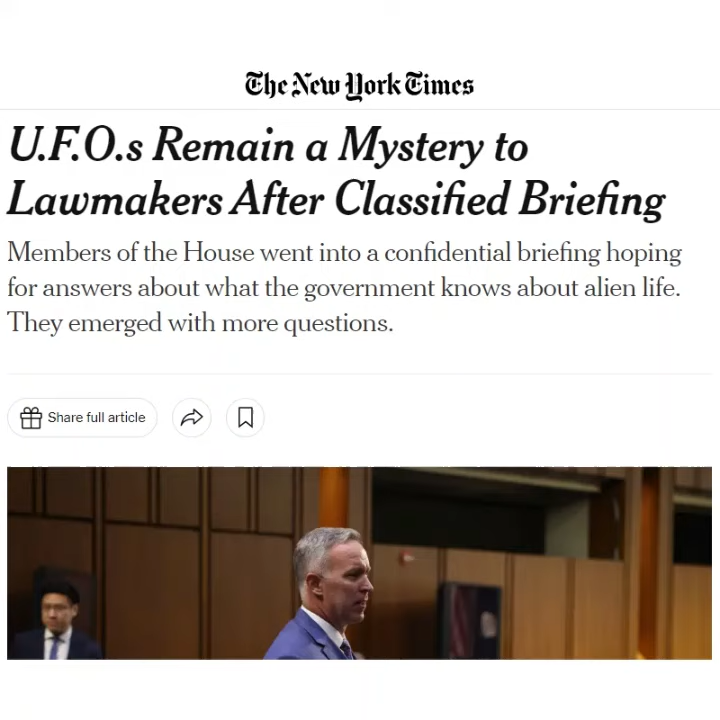 The New York Times
U.F.O.s Remain a Mystery to
Lawmakers After Classified Briefing
Members of the House went into a confidential briefing hoping
for answers about what the government knows about alien life.
They emerged with more questions.
Share full article